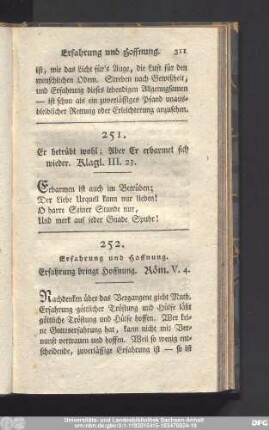 Erfahrung und Hoffnung. 311
ist, wie das Licht für's Auge, die Luft für den
menschlichen Odem. Streben nach Gewißheit,
und Erfahrung dieses lebendigen Allgenugsamen
— ist schon als ein zuverlässiges Pfand unaus-
bleiblicher Rettung oder Erleichterung anzusehen.
251.
Er betrübt wohl; Aber Er erbarmet sich
wieder. Klagl. III. 23.
Erbarmen ist auch im Betrüben;
Der Liebe Urquell kann nur lieben!
O harre Seiner Stunde nur,
Und merk auf jeder Gnade Spuhr!
252.
Erfahrung und Hoffnung.
Erfahrung bringt Hoffnung. Röm. V. 4.
Nachdenken über das Vergangene giebt Muth.
Erfahrung göttlicher Tröstung und Hülfe läßt
göttliche Tröstung und Hülfe hoffen. Wer kei-
ne Gotteserfahrung hat, kann nicht mit Ver-
nunft vertrauen und hoffen. Weil so wenig ent-
scheidende, zuverlässige Erfahrung ist — so ist
Universitäts- und Landesbibliothek Sachsen-Anhalt